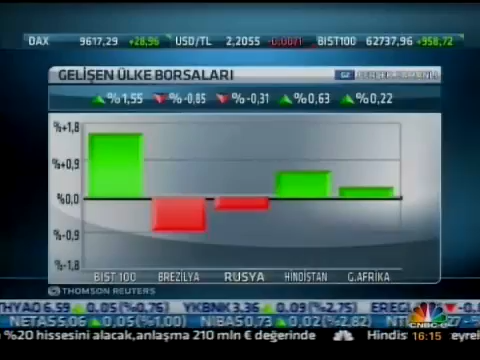 DAX 9617,29 +28,96 USD/TL 2,2055 -0,0071 BIST100 62737,96 +958,72
GELİŞEN ÜLKE BORSALARI
%1,55 %-0,85 %-0,31 %0,63 %0,22
%+1,8
%+0,9
%0,0
%-0,9
%-1,8
BIST 100 BREZİLYA RUSYA HİNDİSTAN G.AFRİKA
THOMSON REUTERS
THYAO 6.59 0.05 (%-0.76) YKBNK 3.36 0.09 (%-2.75) EREGL
NETAS 5,06 0,05 (%1,00) NIBAS 0,73 0,02 (%-2,82) NTT
%20 hissesini alacak, anlaşma 210 mln € değerinde Hindis 16:15 eyrel
CNBC-e